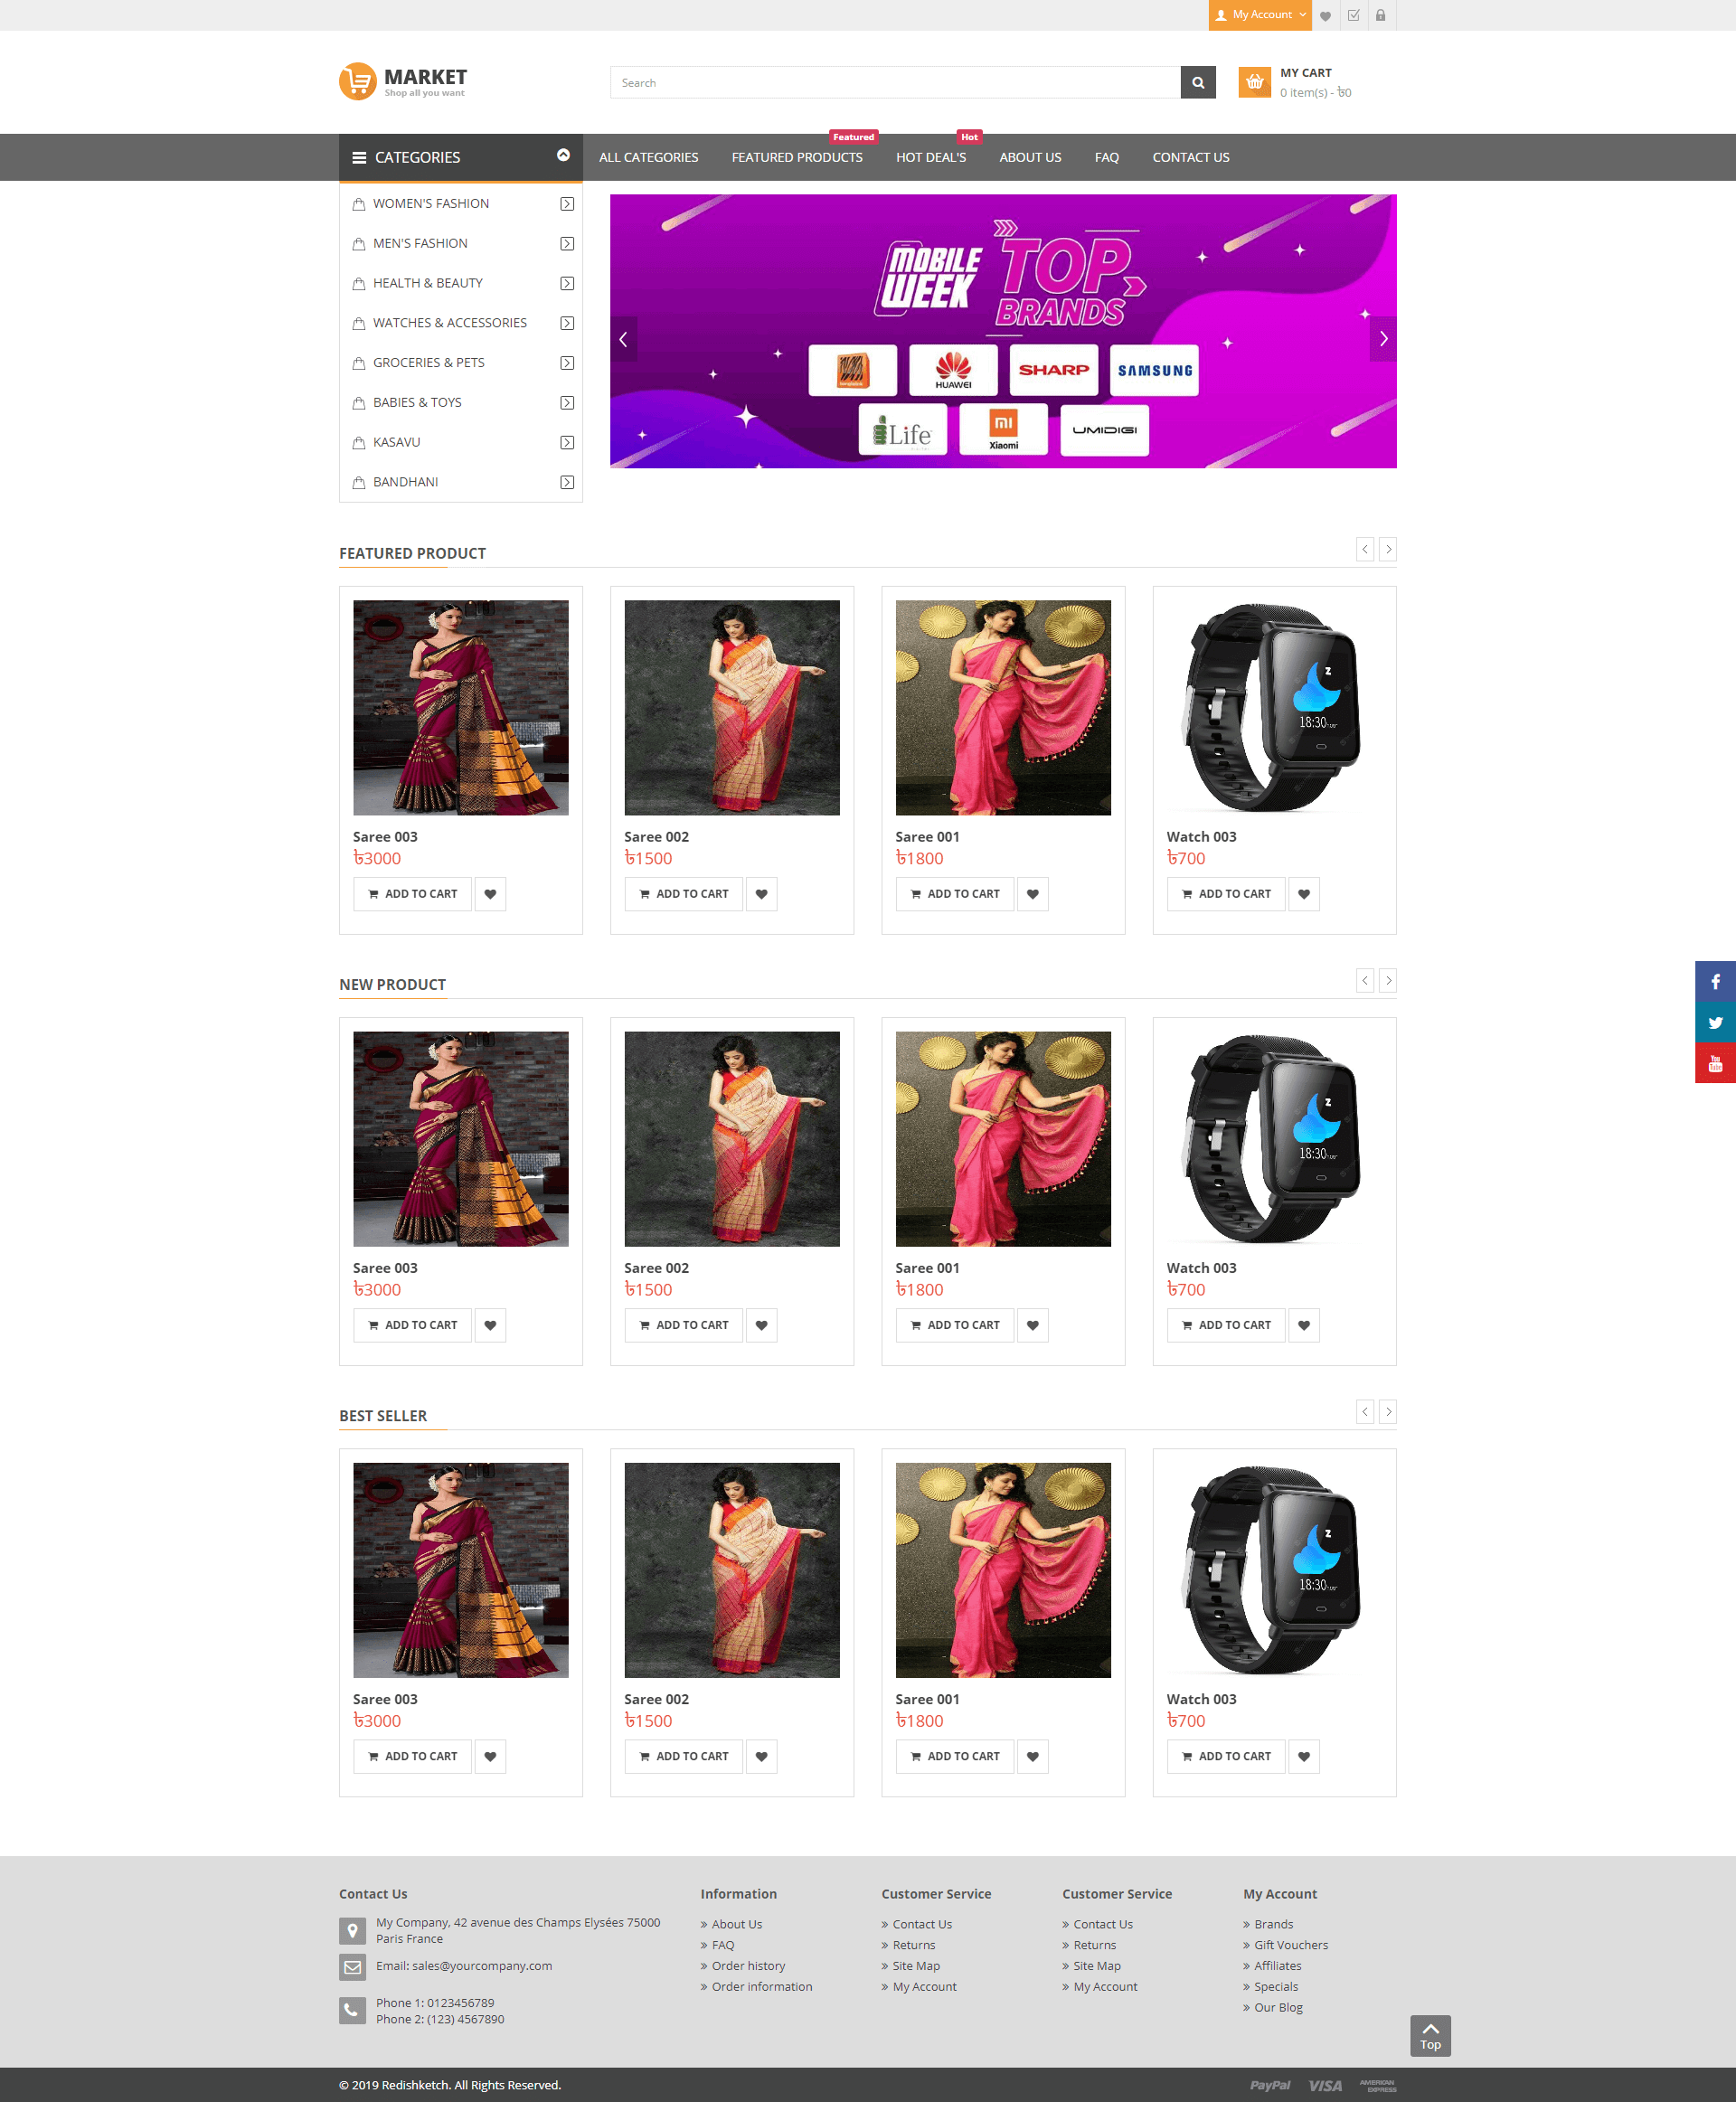 My Account
MARKET
Shop all you want
Search
MY CART
0 item(s) - ৳0
Featured
Hot
CATEGORIES
ALL CATEGORIES
FEATURED PRODUCTS
HOT DEAL'S
ABOUT US
FAQ
CONTACT US
WOMEN'S FASHION
MEN'S FASHION
HEALTH & BEAUTY
WATCHES & ACCESSORIES
GROCERIES & PETS
BABIES & TOYS
KASAVU
BANDHANI
MOBILE
WEEK
TOP
BRANDS
HUAWEI
SHARP
SAMSUNG
Life
mi
Xiaomi
UMIDIGI
FEATURED PRODUCT
Z
18:30
Saree 003
৳3000
ADD TO CART
Saree 002
৳1500
ADD TO CART
Saree 001
৳1800
ADD TO CART
Watch 003
৳700
ADD TO CART
NEW PRODUCT
Z
18:30
Saree 003
৳3000
ADD TO CART
Saree 002
৳1500
ADD TO CART
Saree 001
৳1800
ADD TO CART
Watch 003
৳700
ADD TO CART
You
Tube
BEST SELLER
Z
18:30
Saree 003
৳3000
ADD TO CART
Saree 002
৳1500
ADD TO CART
Saree 001
৳1800
ADD TO CART
Watch 003
৳700
ADD TO CART
Contact Us
My Company, 42 avenue des Champs Elysées 75000
Paris France
Email: sales@yourcompany.com
Phone 1: 0123456789
Phone 2: (123) 4567890
Information
About Us
FAQ
Order history
Order information
Customer Service
Contact Us
Returns
Site Map
My Account
Customer Service
Contact Us
Returns
Site Map
My Account
My Account
Brands
Gift Vouchers
Affiliates
Specials
Our Blog
Top
© 2019 Redishketch. All Rights Reserved.
PayPal
VISA
AMERICAN
EXPRESS